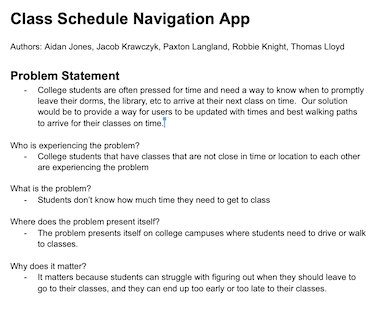 Class Schedule Navigation App
Authors: Aidan Jones, Jacob Krawczyk, Paxton Langland, Robbie Knight, Thomas Lloyd
Problem Statement
- College students are often pressed for time and need a way to know when to promptly
leave their dorms, the library, etc to arrive at their next class on time. Our solution
would be to provide a way for users to be updated with times and best walking paths
to arrive for their classes on time.
Who is experiencing the problem?
- College students that have classes that are not close in time or location to each other
are experiencing the problem
What is the problem?
- Students don't know how much time they need to get to class
Where does the problem present itself?
- The problem presents itself on college campuses where students need to drive or walk
to classes.
Why does it matter?
- It matters because students can struggle with figuring out when they should leave to
go to their classes, and they can end up too early or too late to their classes.